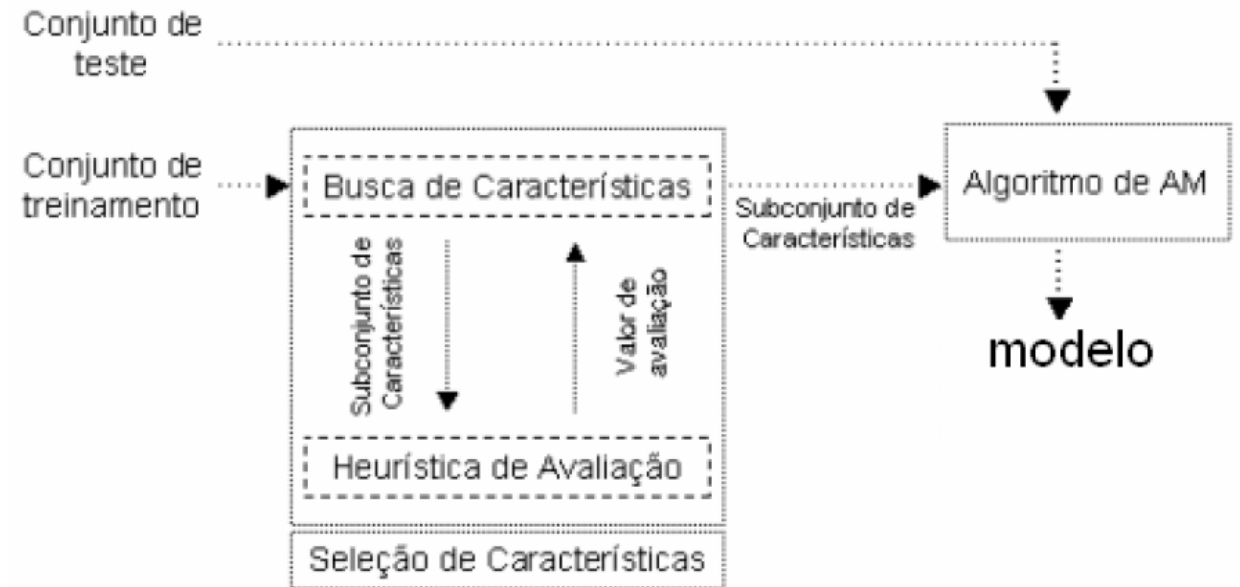 Conjunto de
teste
Conjunto de
treinamento
Busca de Características
Subconjunto de
Características
Valor de
avaliação
Heurística de Avaliação
Seleção de Características
Subconjunto de
Características
Algoritmo de AM
modelo